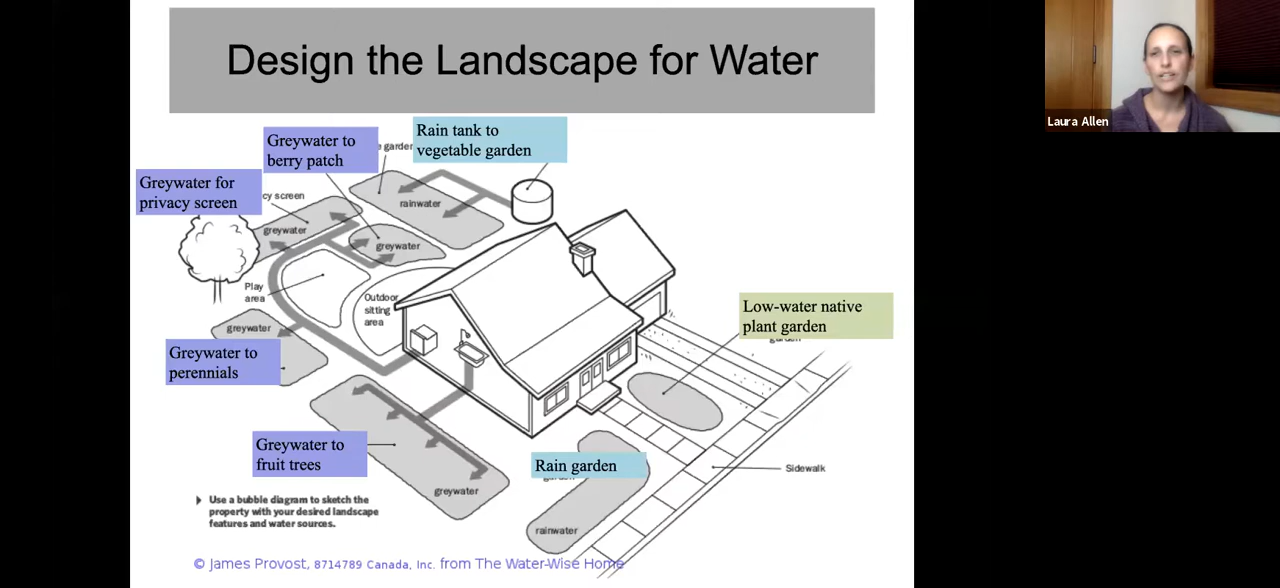 Design the Landscape for Water
Laura Allen
Rain tank to
vegetable garden
Greywater to
berry patch
e garden
Greywater for
privacy screen
cy screen
rainwater
greywater
greywater
Play
area
Outdoor
sitting
area
Low-water native
plant garden
greywater
Greywater to
perennials
Greywater to
fruit trees
Rain garden
Sidewalk
greywater
Use a bubble diagram to sketch the
property with your desired landscape
features and water sources.
rainwater
© James Provost, 8714789 Canada, Inc. from The Water-Wise Home